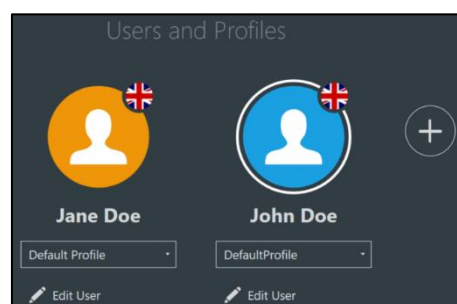 Users and Profiles
Jane Doe John Doe
Default Profile DefaultProfile
Edit User Edit User